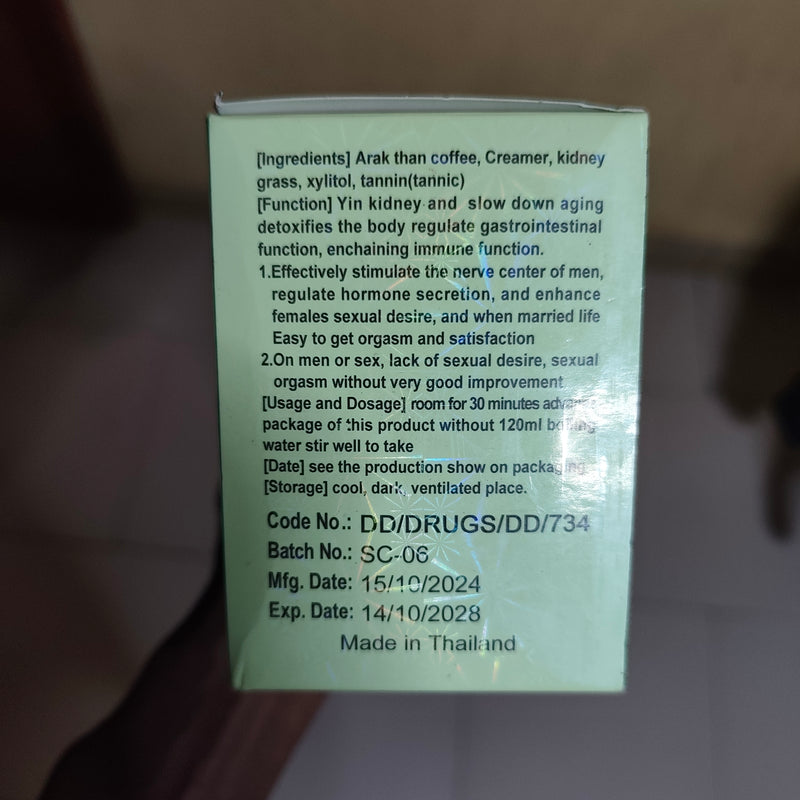 [Ingredients] Arak than coffee, Creamer, kidney
grass, xylitol, tannin(tannic)
[Function] Yin kidney and slow down aging
detoxifies the body regulate gastrointestinal
function, enchaining immune function.
1.Effectively stimulate the nerve center of men,
regulate hormone secretion, and enhance
females sexual desire, and when married life
Easy to get orgasm and satisfaction
2.On men or sex, lack of sexual desire, sexual
orgasm without very good improvement
[Usage and Dosage] room for 30 minutes advance
package of this product without 120ml boiling
water stir well to take
[Date] see the production show on packaging
[Storage] cool, dark, ventilated place.
Code No.: DD/DRUGS/DD/734
Batch No.: SC-06
Mfg. Date: 15/10/2024
Exp. Date: 14/10/2028
Made in Thailand